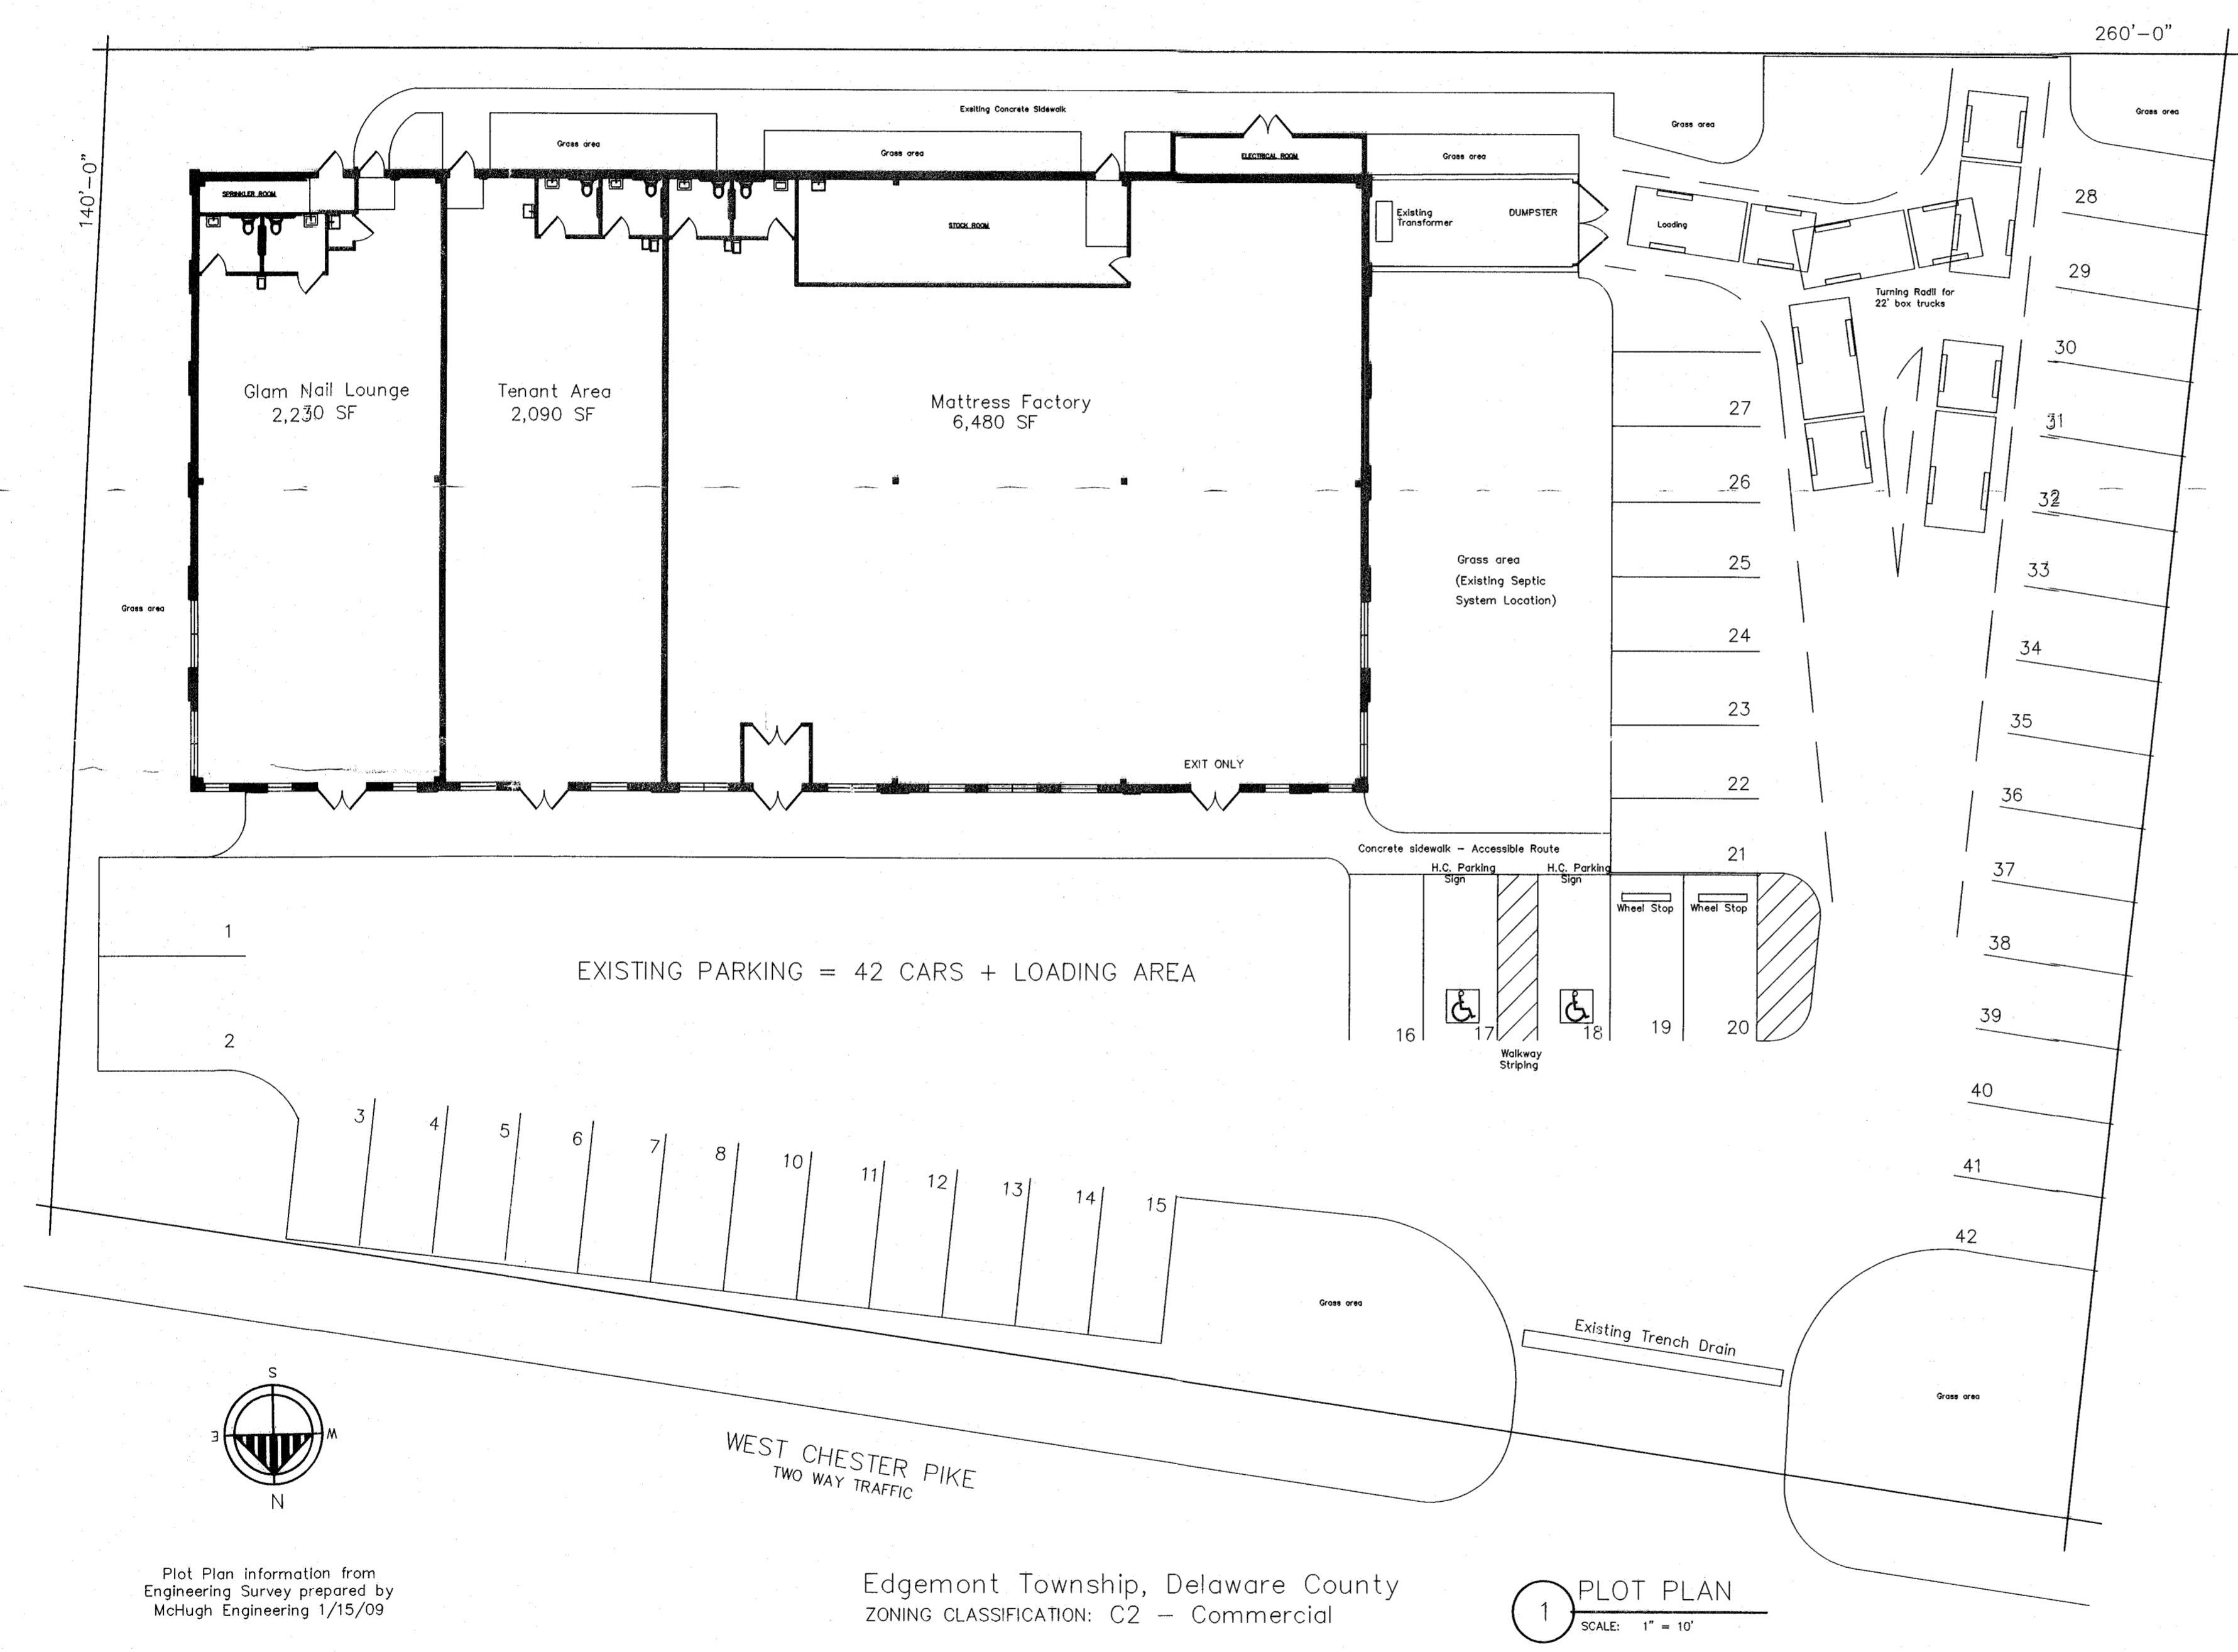 260'-0"
140'-0"
Exsiting Concrete Sidewalk
Grass area
Grass area
Grass area
Grass area
Grass area
ELECTRICAL ROOM
SPRINKLER ROOM
STOCK ROOM
Existing
Transformer
DUMPSTER
Loading
Turning Radii for
22' box trucks
Glam Nail Lounge
2,230 SF
Tenant Area
2,090 SF
Mattress Factory
6,480 SF
Grass area
Grass area
(Existing Septic
System Location)
EXIT ONLY
Concrete sidewalk – Accessible Route
H.C. Parking
Sign
H.C. Parking
Sign
Wheel Stop
Wheel Stop
Walkway
Striping
EXISTING PARKING = 42 CARS + LOADING AREA
1
2
3
4
5
6
7
8
10
11
12
13
14
15
16
17
18
19
20
21
22
23
24
25
26
27
28
29
30
31
32
33
34
35
36
37
38
39
40
41
42
Grass area
Existing Trench Drain
Grass area
S
E
W
N
WEST CHESTER PIKE
TWO WAY TRAFFIC
Plot Plan information from
Engineering Survey prepared by
McHugh Engineering 1/15/09
Edgemont Township, Delaware County
ZONING CLASSIFICATION: C2 – Commercial
1
PLOT PLAN
SCALE: 1" = 10'